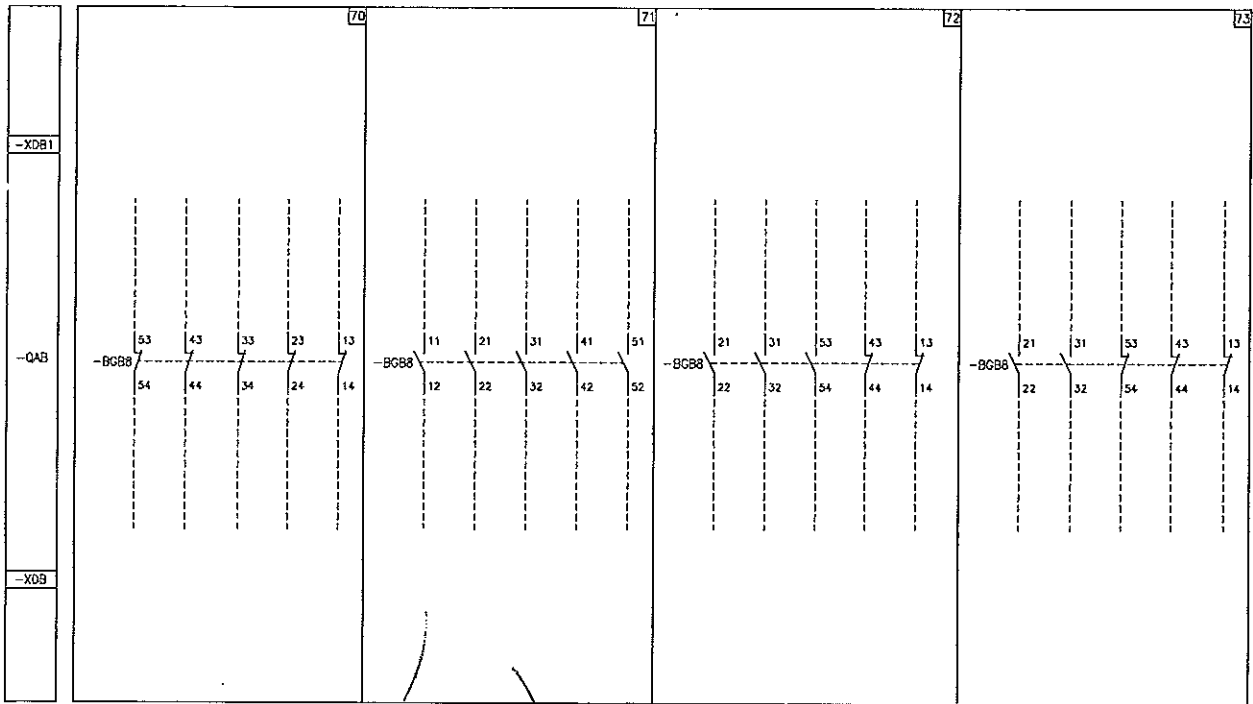 70
71
72
73
-XDB1
-QAB
-XDB
-BGB8
53 43 33 23 13
54 44 34 24 14
-BGB8
11 21 31 41 51
12 22 32 42 52
-BGB8
21 31 53 43 13
22 32 54 44 14
-BGB8
21 31 53 43 13
22 32 54 44 14